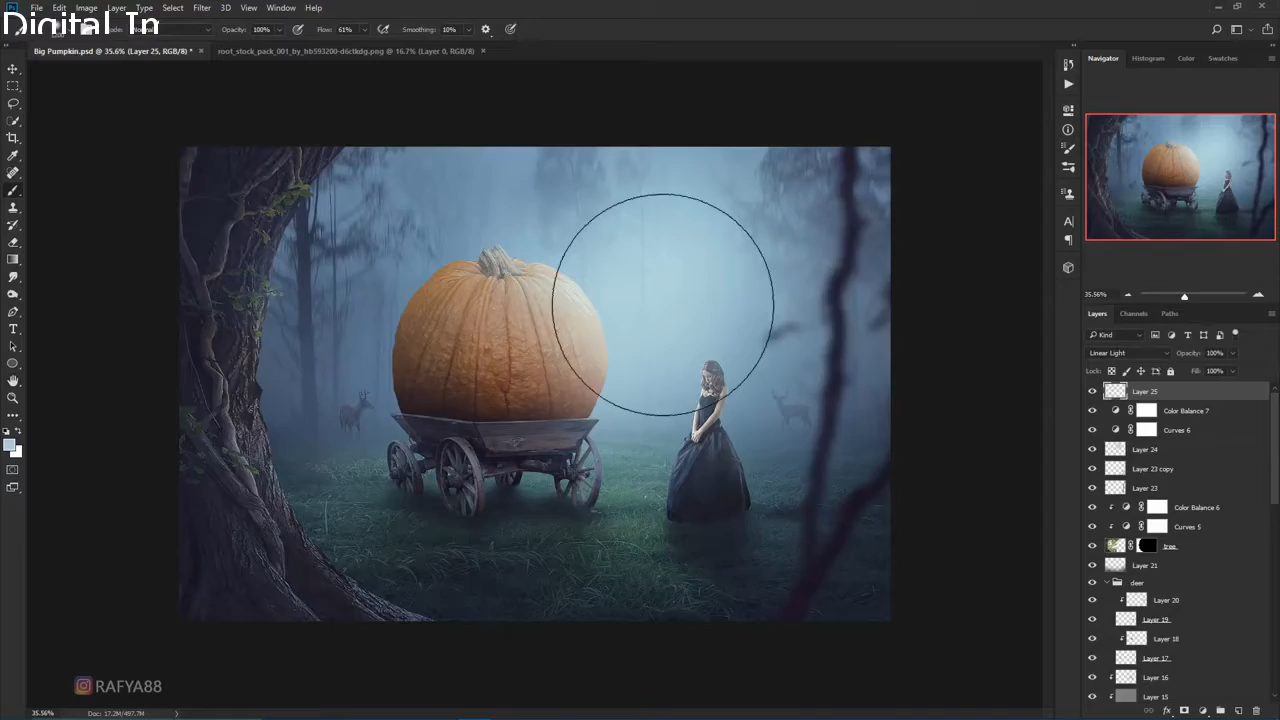 File Edit Image Layer Type Select Filter 3D View Window Help
Digital Im
Opacity: 100% Flow: 61% Smoothing: 10%
Big Pumpkin.psd @ 35.6% (Layer 25, RGB/8) * × root_stock_pack_001_by_hb593200-d6ctkdg.png @ 16.7% (Layer 0, RGB/8) ×
Navigator Histogram Color Swatches
35.56%
Layers Channels Paths
Kind
Linear Light Opacity: 100%
Lock: Fill: 100%
Layer 25
Color Balance 7
Curves 6
Layer 24
Layer 23 copy
Layer 23
Color Balance 6
Curves 5
tree
Layer 21
deer
Layer 20
Layer 19
Layer 18
Layer 17
Layer 16
Layer 15
RAFYA88
35.56% Doc: 17.2M/497.7M